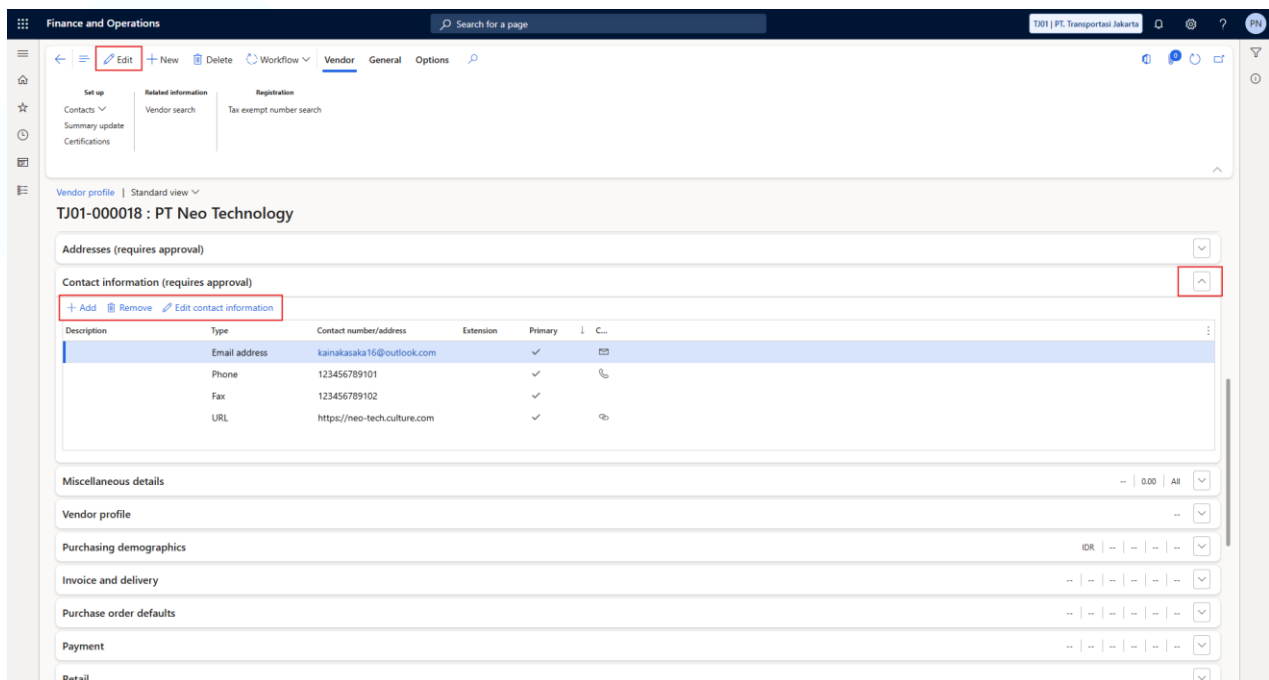 Finance and Operations
Search for a page
TJ01 | PT. Transportasi Jakarta
?
PN
Edit
New
Delete
Workflow
Vendor
General
Options
0
Set up
Related information
Registration
Contacts
Vendor search
Tax exempt number search
Summary update
Certifications
Vendor profile | Standard view
TJ01-000018 : PT Neo Technology
Addresses (requires approval)
Contact information (requires approval)
+ Add Remove Edit contact information
Description Type Contact number/address Extension Primary ↓ C...
Email address kainakasaka16@outlook.com
Phone 123456789101
Fax 123456789102
URL https://neo-tech.culture.com
Miscellaneous details -- | 0.00 | All
Vendor profile --
Purchasing demographics IDR | -- | -- | -- | --
Invoice and delivery -- | -- | -- | -- | -- | --
Purchase order defaults -- | -- | -- | -- | -- | --
Payment -- | -- | -- | -- | -- | --
Retail